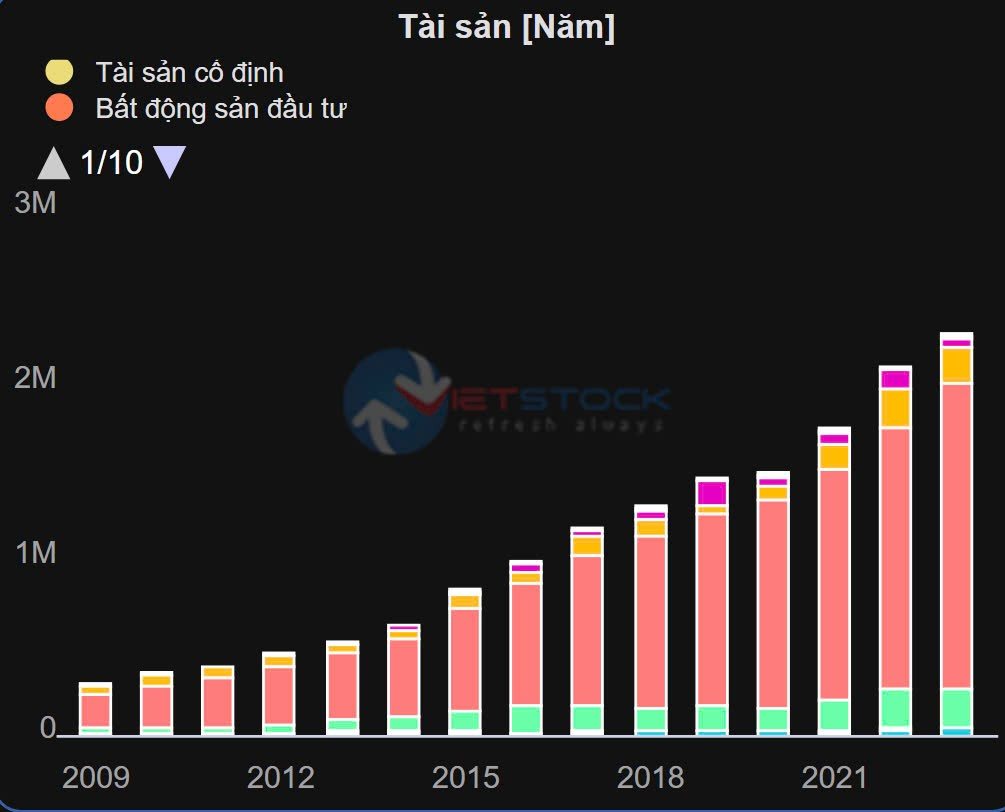 Tài sản [Năm]
Tài sản cố định
Bất động sản đầu tư
1/10
3M
2M
1M
0
VIETSTOCK
refresh always
2009 2012 2015 2018 2021